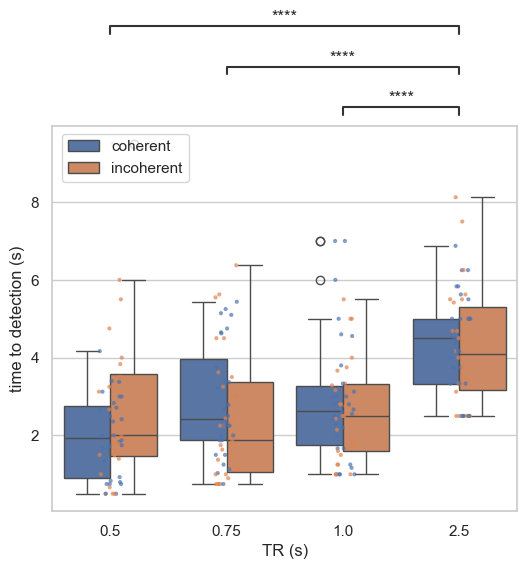 ****
****
****
coherent
incoherent
8
6
4
2
time to detection (s)
0.5 0.75 1.0 2.5
TR (s)